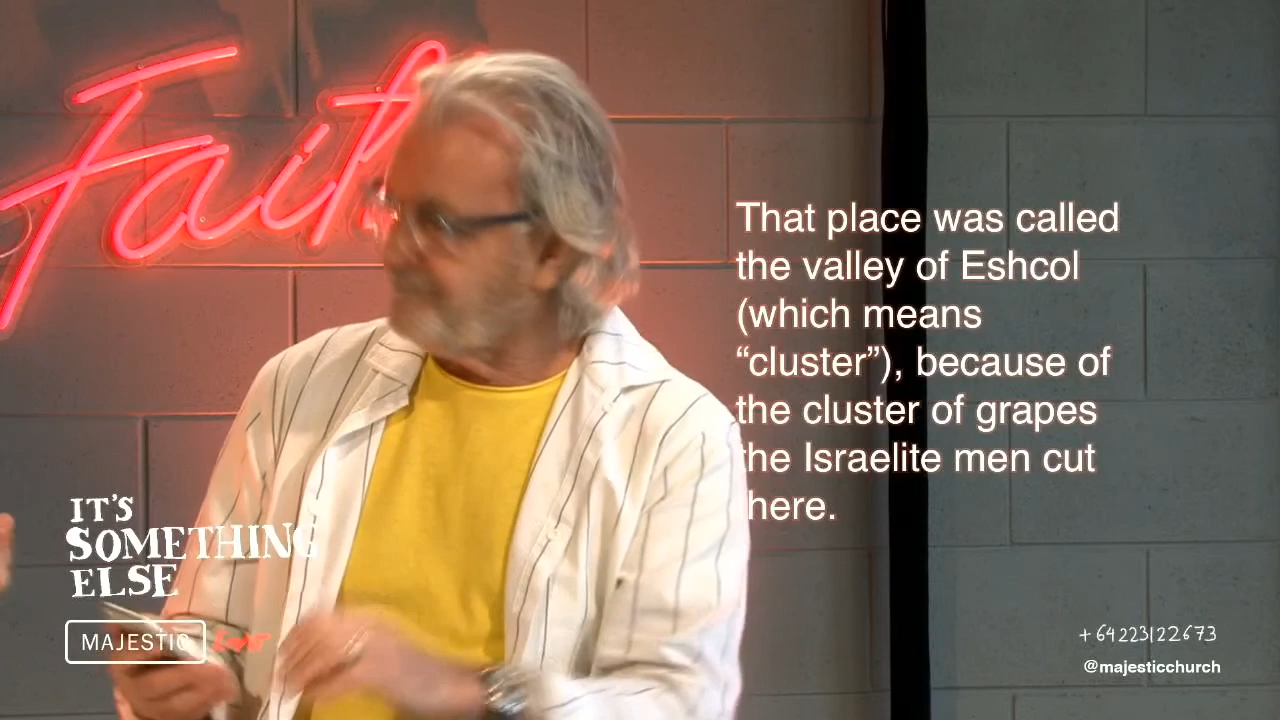 Faith
That place was called
the valley of Eshcol
(which means
“cluster”), because of
the cluster of grapes
the Israelite men cut
there.
IT'S
SOMETHING
ELSE
MAJESTIC
+64223122673
@majesticchurch